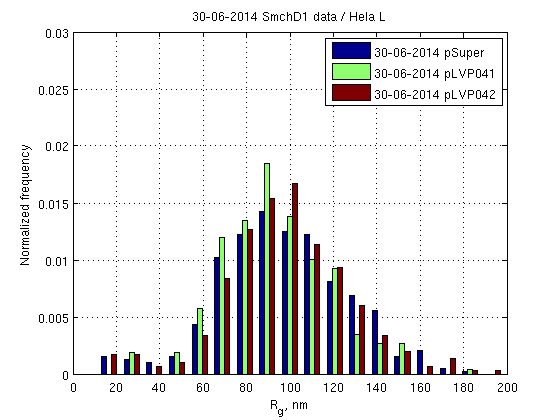 30-06-2014 SmchD1 data / Hela L
0.03
0.025
0.02
0.015
0.01
0.005
0
Normalized frequency
30-06-2014 pSuper
30-06-2014 pLVP041
30-06-2014 pLVP042
0 20 40 60 80 100 120 140 160 180 200
Rg, nm